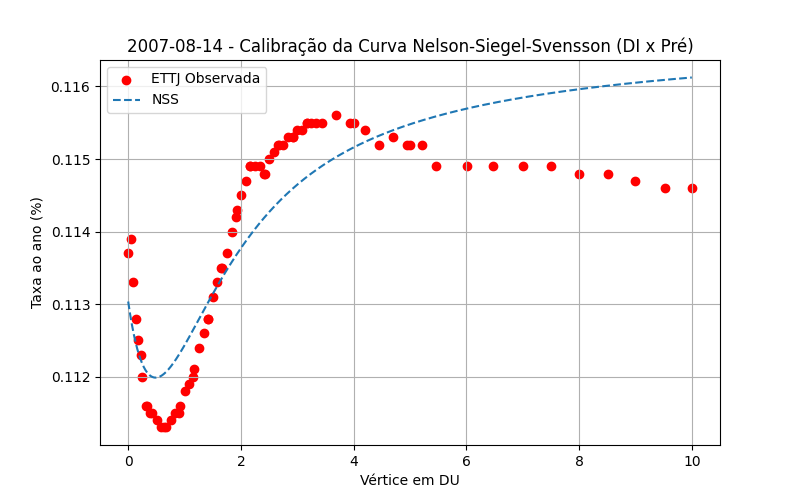 2007-08-14 - Calibração da Curva Nelson-Siegel-Svensson (DI x Pré)
ETTJ Observada
NSS
Taxa ao ano (%)
0.116
0.115
0.114
0.113
0.112
0 2 4 6 8 10
Vértice em DU